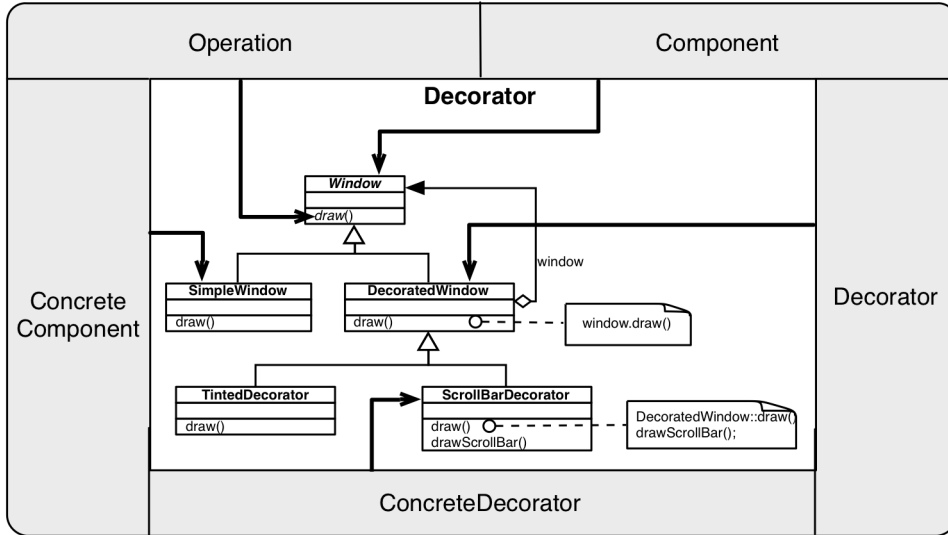 Operation
Component
Decorator
Window
draw()
window
SimpleWindow
draw()
DecoratedWindow
draw()
window.draw()
Concrete
Component
Decorator
TintedDecorator
draw()
ScrollBarDecorator
draw()
drawScrollBar()
DecoratedWindow::draw()
drawScrollBar();
ConcreteDecorator